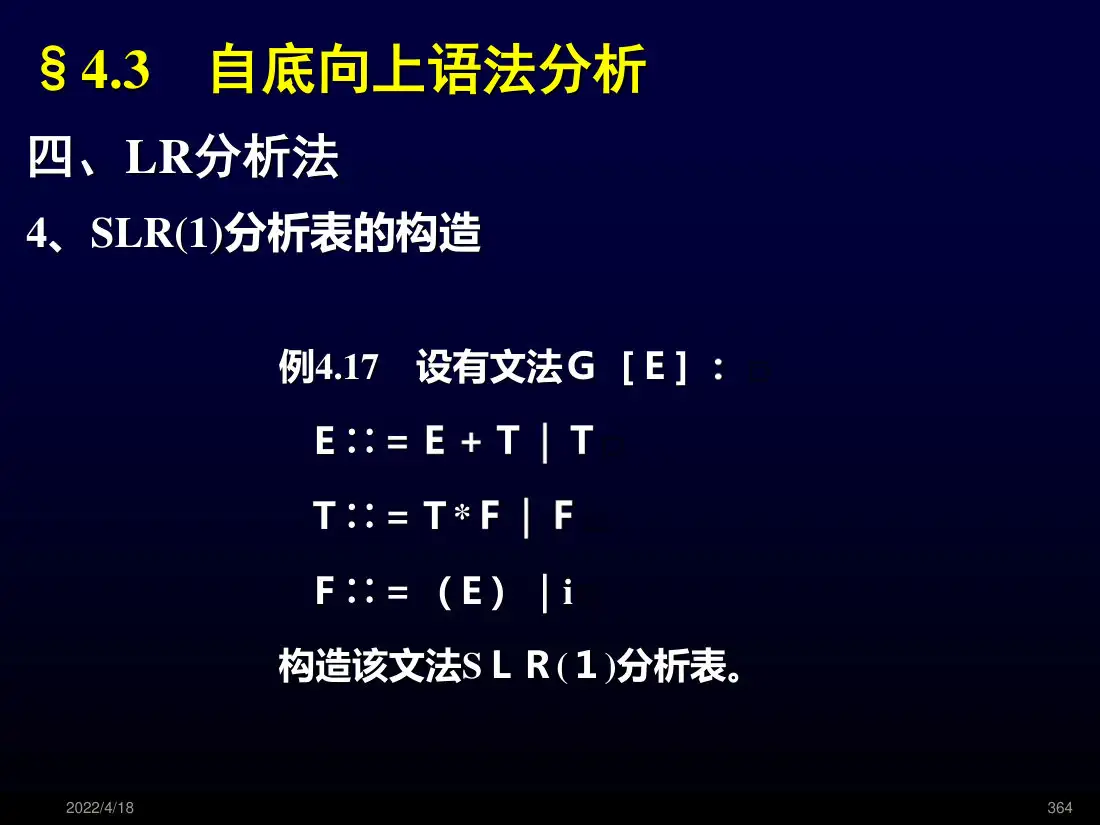 §4.3 自底向上语法分析
四、LR分析法
4、SLR(1)分析表的构造
例4.17 设有文法G［E］：
E∷=E+T｜T
T∷=T*F｜F
F∷=（E）｜i
构造该文法SLR(1)分析表。
2022/4/18
364